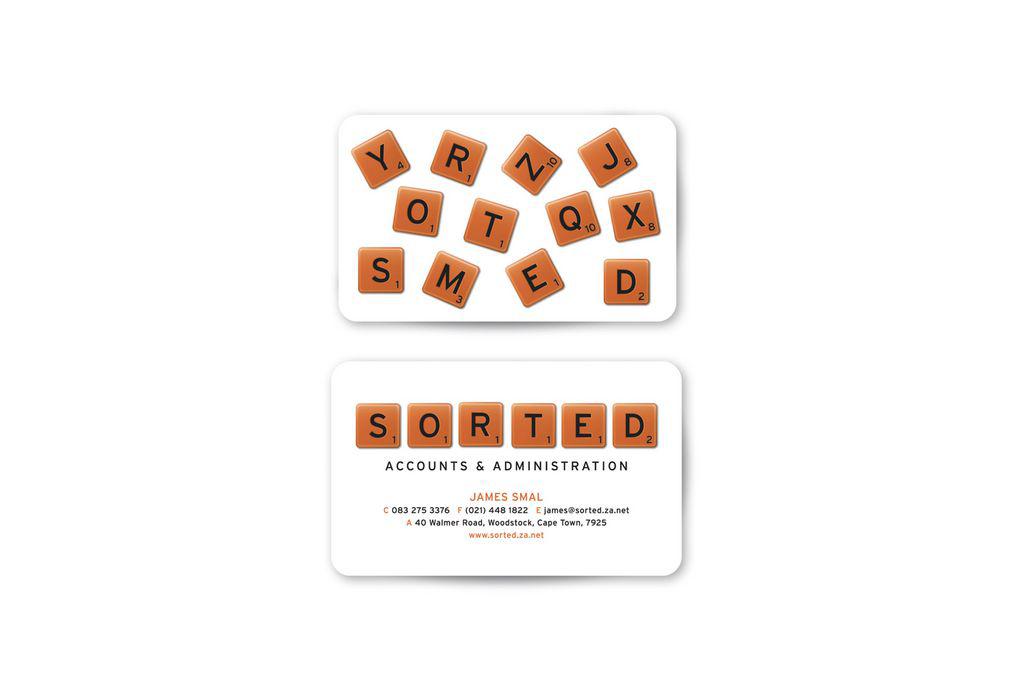 Y4 R1 Z10 J8
O1 T1 Q10 X8
S1 M3 E1 D2
S1 O1 R1 T1 E1 D2
ACCOUNTS & ADMINISTRATION
JAMES SMAL
C 083 275 3376 F (021) 448 1822 E james@sorted.za.net
A 40 Walmer Road, Woodstock, Cape Town, 7925
www.sorted.za.net